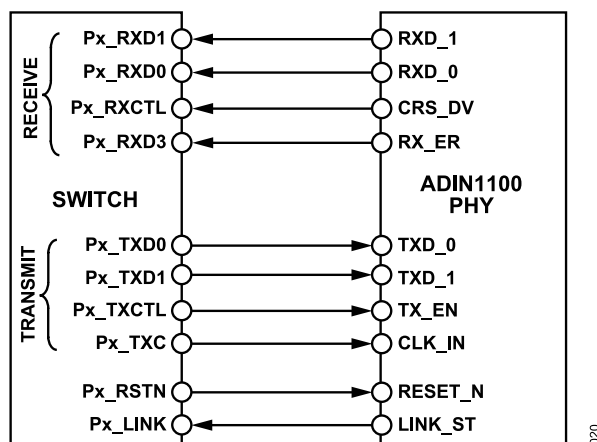 RECEIVE
Px_RXD1 RXD_1
Px_RXD0 RXD_0
Px_RXCTL CRS_DV
Px_RXD3 RX_ER
SWITCH
ADIN1100
PHY
TRANSMIT
Px_TXD0 TXD_0
Px_TXD1 TXD_1
Px_TXCTL TX_EN
Px_TXC CLK_IN
Px_RSTN RESET_N
Px_LINK LINK_ST
020